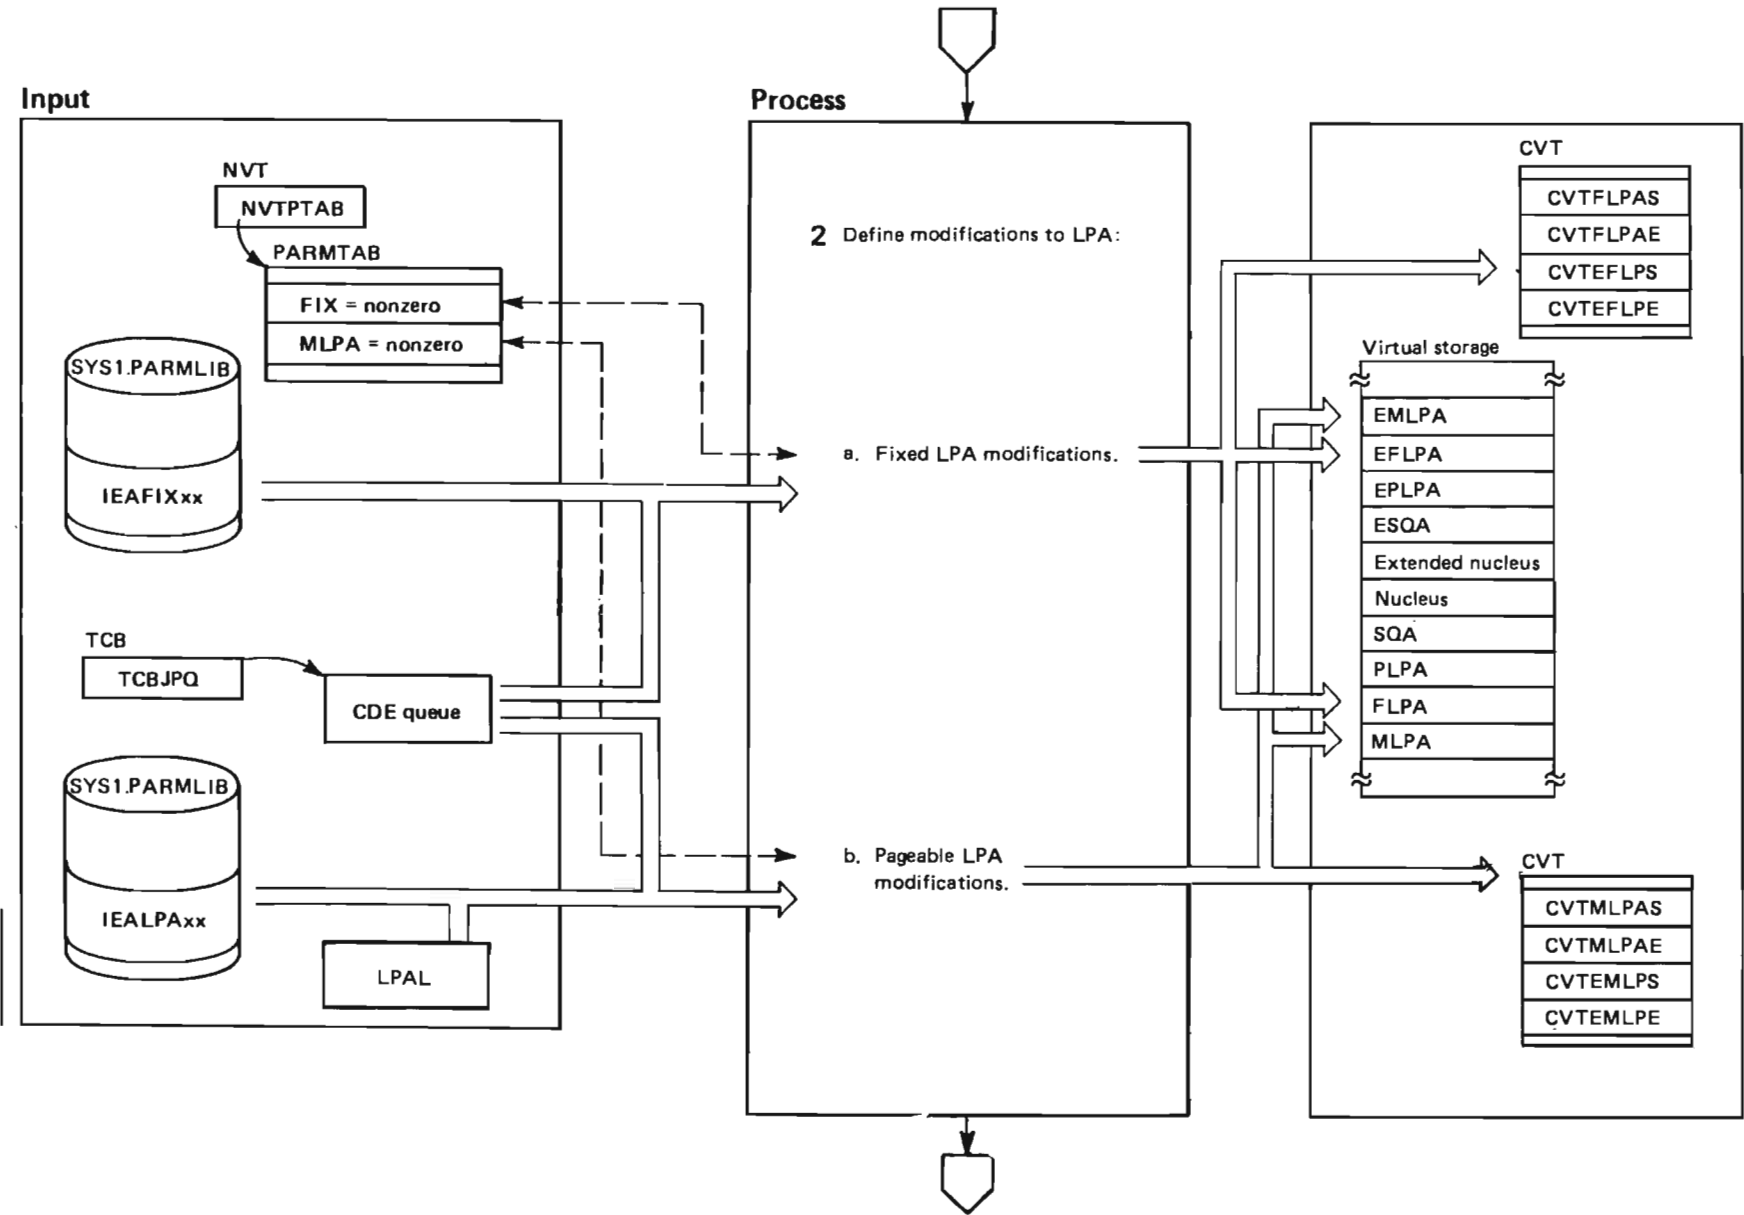 Input
NVT
NVTPTAB
PARMTAB
FIX = nonzero
MLPA = nonzero
SYS1.PARMLIB
IEAFIXxx
TCB
TCBJPQ
CDE queue
SYS1.PARMLIB
IEALPAxx
LPAL
Process
2 Define modifications to LPA:
a. Fixed LPA modifications.
b. Pageable LPA
modifications.
CVT
CVTFLPAS
CVTFLPAE
CVTEFLPS
CVTEFLPE
Virtual storage
EMLPA
EFLPA
EPLPA
ESQA
Extended nucleus
Nucleus
SQA
PLPA
FLPA
MLPA
CVT
CVTMLPAS
CVTMLPAE
CVTEMLPS
CVTEMLPE